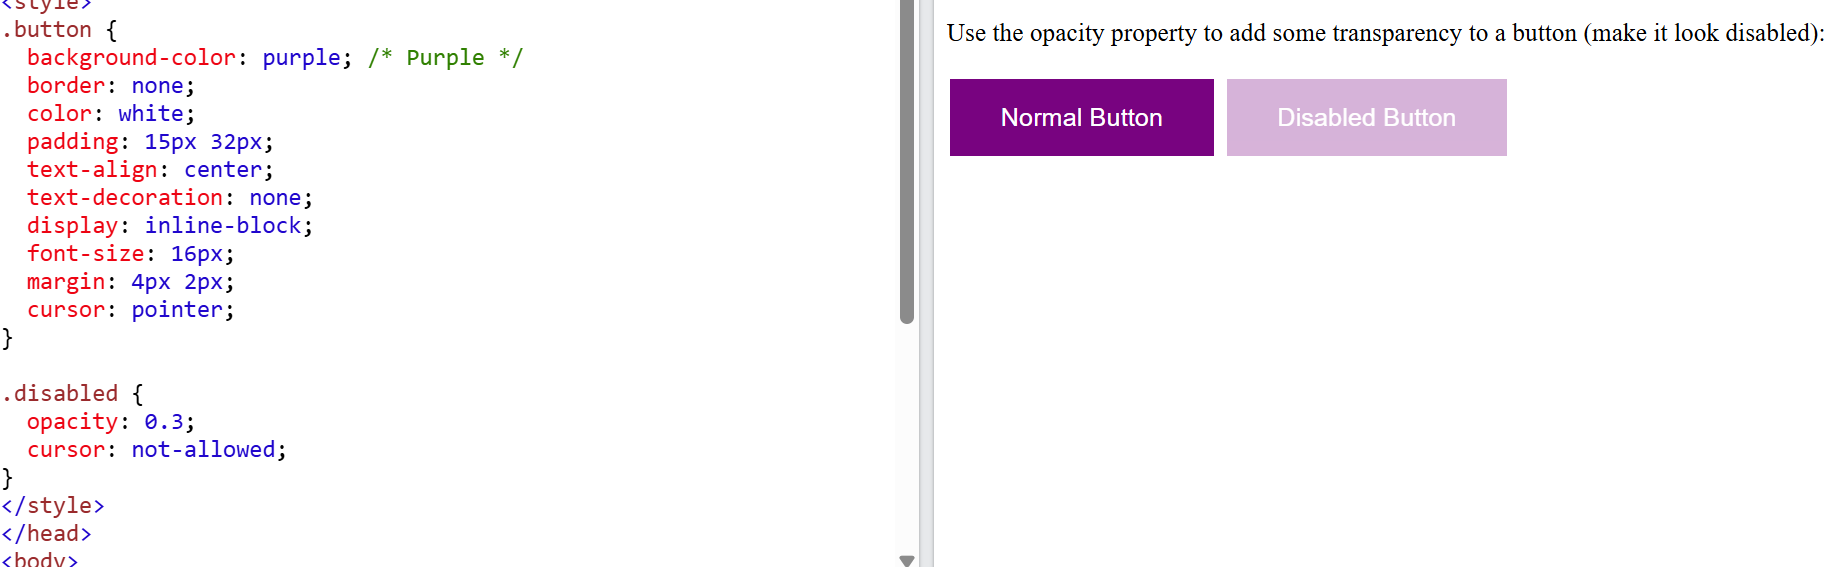 <style>
.button {
  background-color: purple; /* Purple */
  border: none;
  color: white;
  padding: 15px 32px;
  text-align: center;
  text-decoration: none;
  display: inline-block;
  font-size: 16px;
  margin: 4px 2px;
  cursor: pointer;
}

.disabled {
  opacity: 0.3;
  cursor: not-allowed;
}
</style>
</head>
<body>
Use the opacity property to add some transparency to a button (make it look disabled):
Normal Button
Disabled Button